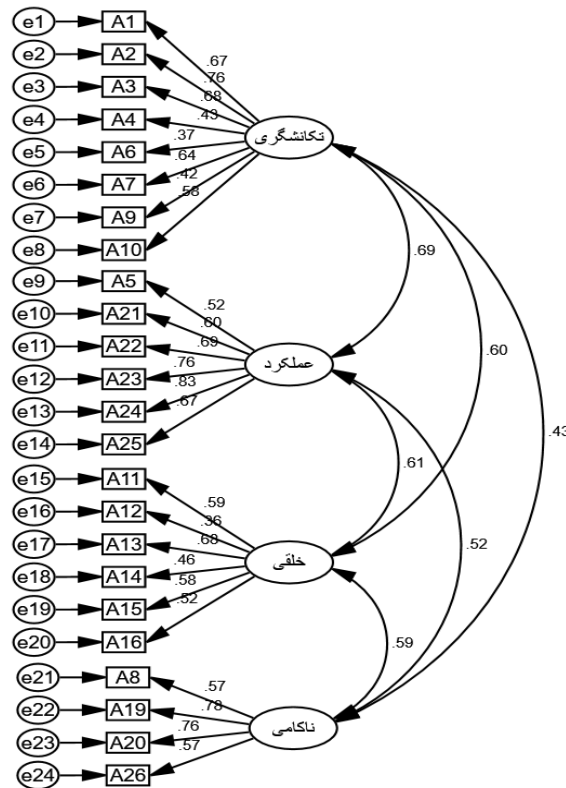 e1 A1
.67
e2 A2
.76
e3 A3
.68
e4 A4
.43
تکانشگری
e5 A6
.37
e6 A7
.64
e7 A9
.42
e8 A10
.58
e9 A5
.69
e10 A21
.52
e11 A22
.60
.60
e12 A23
.69
عملکرد
e13 A24
.76
e14 A25
.83
.67
.43
e15 A11
.61
e16 A12
.59
e17 A13
.36
.52
e18 A14
.68
خلقی
e19 A15
.46
e20 A16
.58
.52
.59
e21 A8
e22 A19
.57
e23 A20
.78
ناکامی
e24 A26
.76
.57